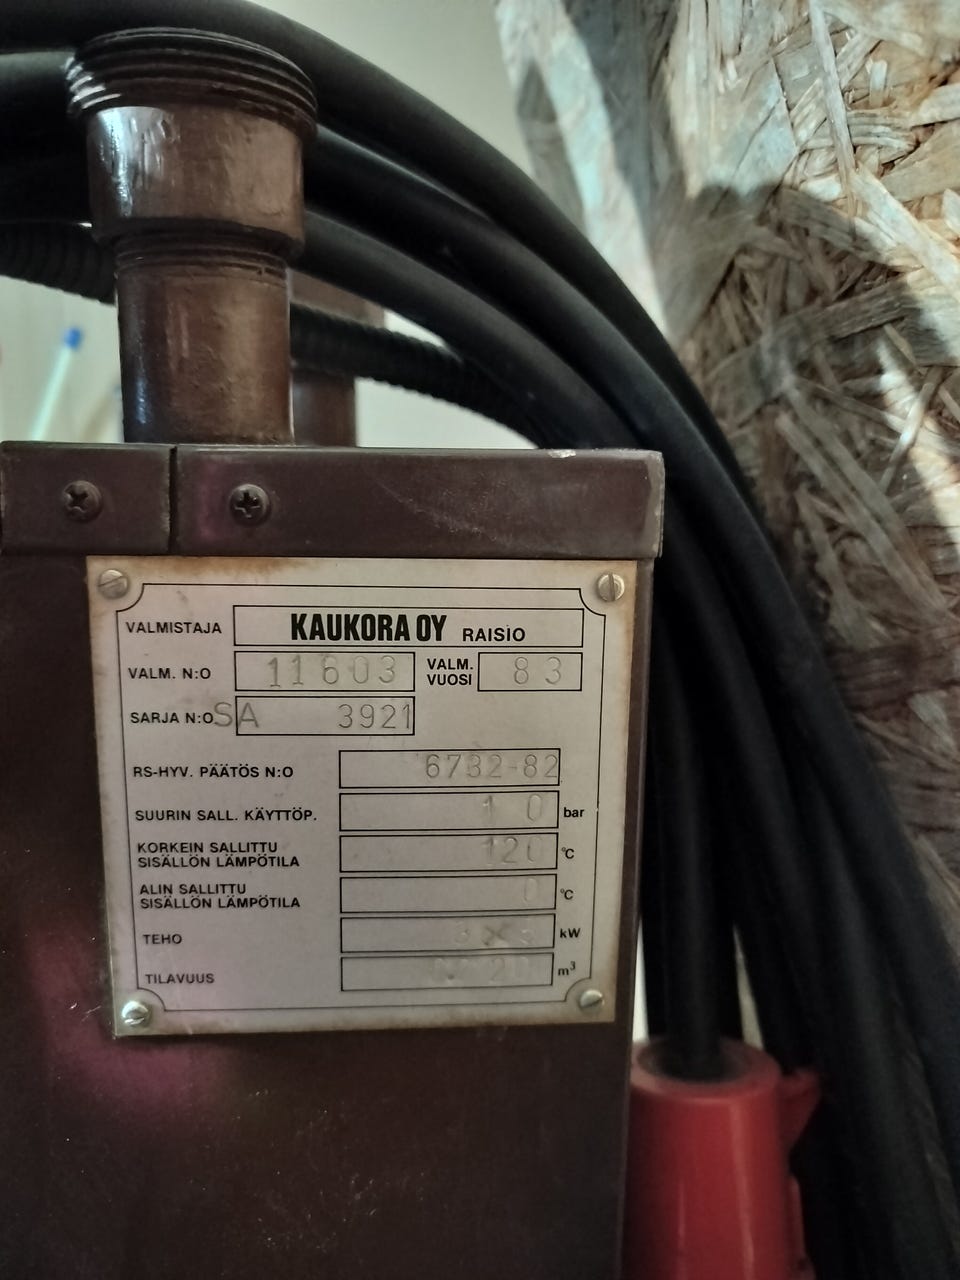 VALMISTAJA KAUKORA OY RAISIO
VALM. N:O 11603 VALM. VUOSI 83
SARJA N:O SA 3921
RS-HYV. PÄÄTÖS N:O 6732-82
SUURIN SALL. KÄYTTÖP. 10 bar
KORKEIN SALLITTU
SISÄLLÖN LÄMPÖTILA 120 °C
ALIN SALLITTU
SISÄLLÖN LÄMPÖTILA 0 °C
TEHO kW
TILAVUUS m³